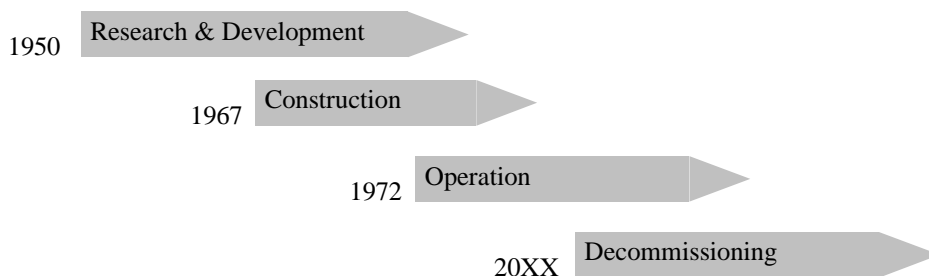 1950 Research & Development
1967 Construction
1972 Operation
20XX Decommissioning